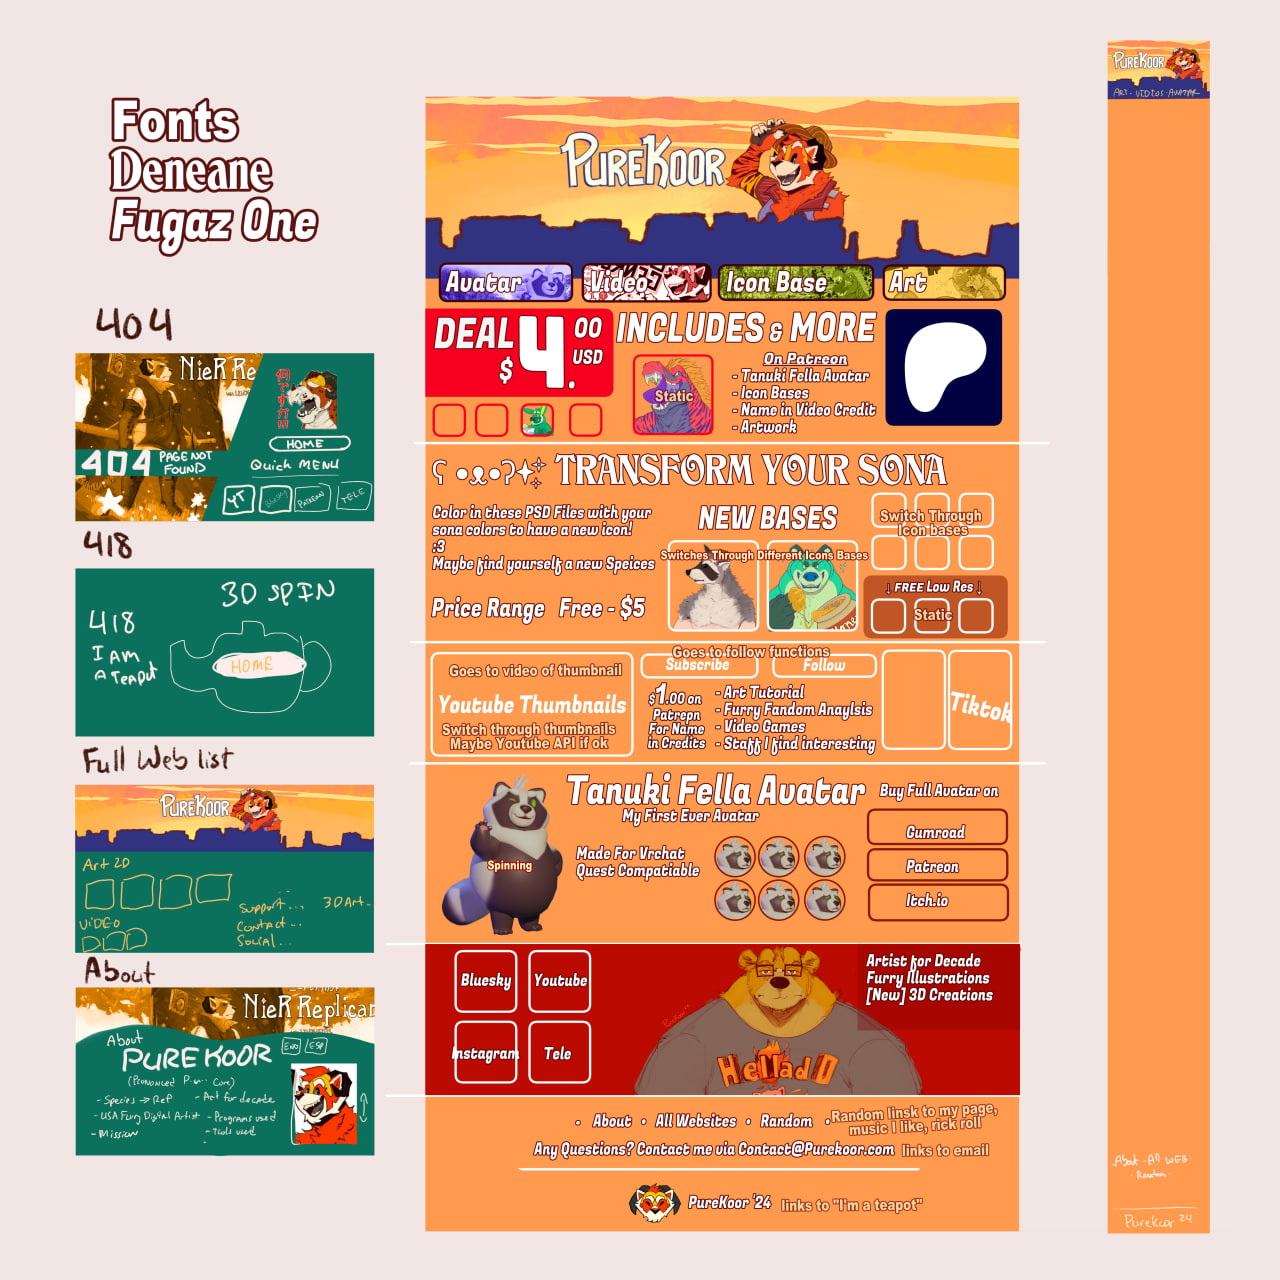 Fonts
Deneane
Fugaz One
404
NieR Re
何ですか
HOME
404 PAGE NOT FOUND
Quick MENU
YT
Bluesky
PATREON
TELE
418
3D SPIN
418
I AM
A TEAPOT
HOME
Full Web list
PUREKOOR
Art 2D
VIDEO
Support...
Contact...
Social...
3D Art..
About
NieR Replican
About
PUREKOOR
ENG
ESP
- Species -> Ref
- Art for decade
- USA Furry Digital Artist
- Programs used
- Mission
- Tools used
PUREKOOR
Avatar
Video
Icon Base
Art
DEAL $4.00 USD
INCLUDES & MORE
On Patreon
- Tanuki Fella Avatar
- Icon Bases
- Name in Video Credit
- Artwork
Static
ʕ •ᴥ•ʔ✧ TRANSFORM YOUR SONA
Color in these PSD Files with your
sona colors to have a new icon!
:3
Maybe find yourself a new Speices
Price Range Free - $5
NEW BASES
Switches Through Different Icons Bases
Switch Through
Icon bases
↓ FREE Low Res ↓
Static
Goes to video of thumbnail
Youtube Thumbnails
Switch through thumbnails
Maybe Youtube API if ok
Goes to follow functions
Subscribe
Follow
$1.00 on
Patrepn
For Name
in Credits
- Art Tutorial
- Furry Fandom Anaylsis
- Video Games
- Staff I find interesting
Tiktok
Spinning
Tanuki Fella Avatar
My First Ever Avatar
Made For Vrchat
Quest Compatiable
Buy Full Avatar on
Gumroad
Patreon
Itch.io
Bluesky
Youtube
Instagram
Tele
HelladD
Artist for Decade
Furry Illustrations
[New] 3D Creations
- About • All Websites • Random •
Random linsk to my page,
music I like, rick roll
Any Questions? Contact me via Contact@Purekoor.com
links to email
PureKoor '24
links to "I'm a teapot"
PUREKOOR
ART · VIDEOS · AVATAR
· About · All WEB ·
· Random ·
PureKoor 24